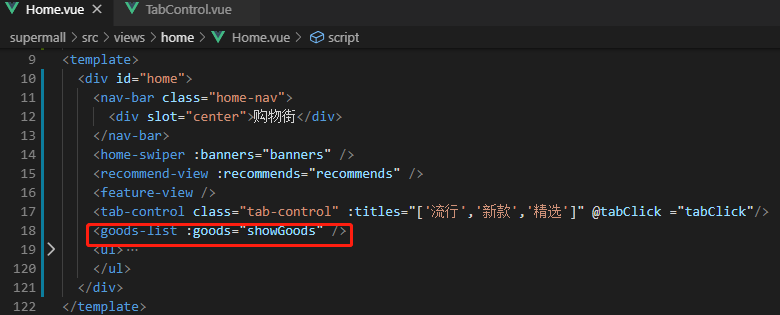 Home.vue × TabControl.vue
supermall > src > views > home > Home.vue > script
9 <template>
10 <div id="home">
11 <nav-bar class="home-nav">
12 <div slot="center">购物街</div>
13 </nav-bar>
14 <home-swiper :banners="banners" />
15 <recommend-view :recommends="recommends" />
16 <feature-view />
17 <tab-control class="tab-control" :titles="['流行','新款','精选']" @tabClick ="tabClick"/>
18 <goods-list :goods="showGoods" />
19 <ul>…
120 </ul>
121 </div>
122 </template>